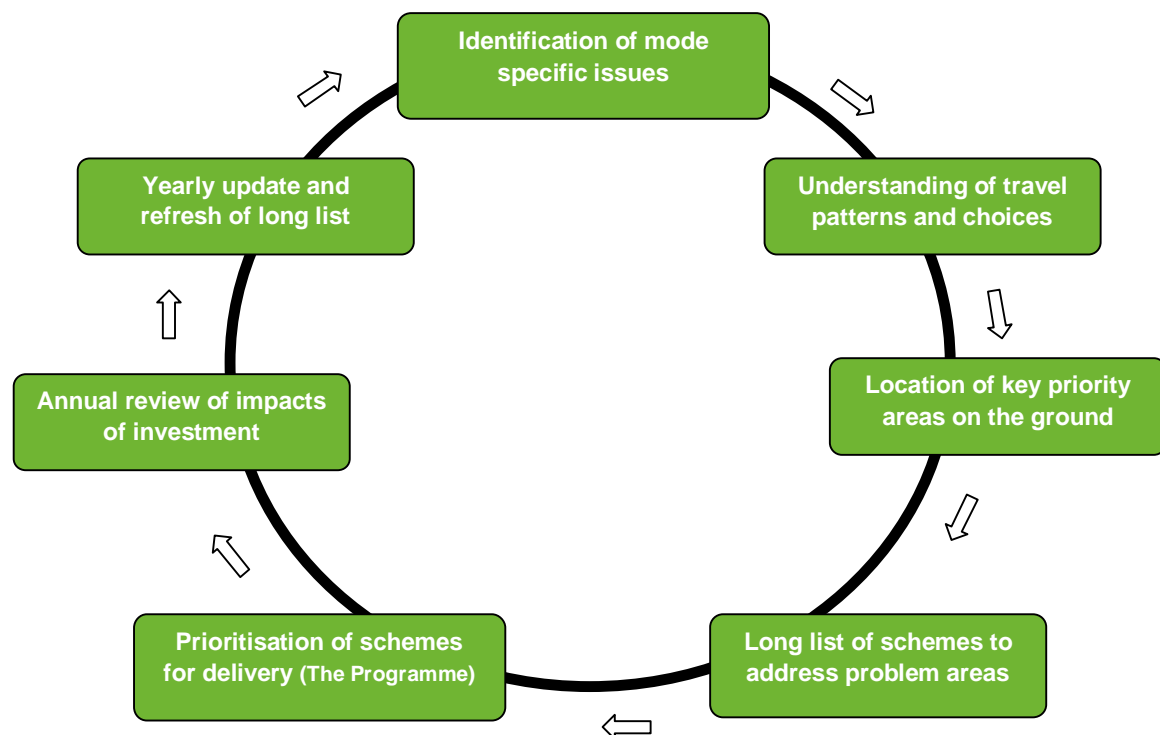 Identification of mode
specific issues
Understanding of travel
patterns and choices
Location of key priority
areas on the ground
Long list of schemes to
address problem areas
Prioritisation of schemes
for delivery (The Programme)
Annual review of impacts
of investment
Yearly update and
refresh of long list